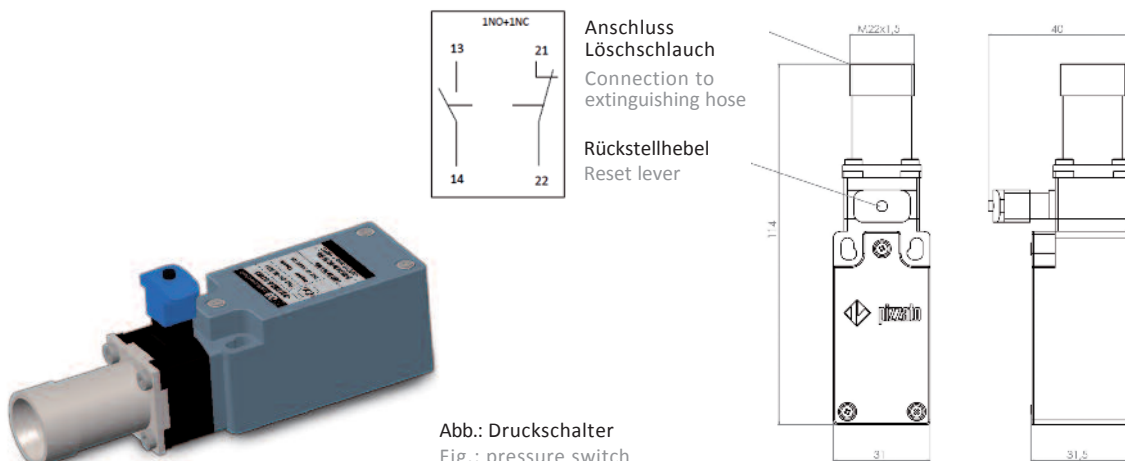 1NO+1NC
13 21
14 22
Anschluss
Löschschlauch
Connection to
extinguishing hose
Rückstellhebel
Reset lever
M22x1,5
40
114
pizzato
31
31,5
Abb.: Druckschalter
Fig.: pressure switch